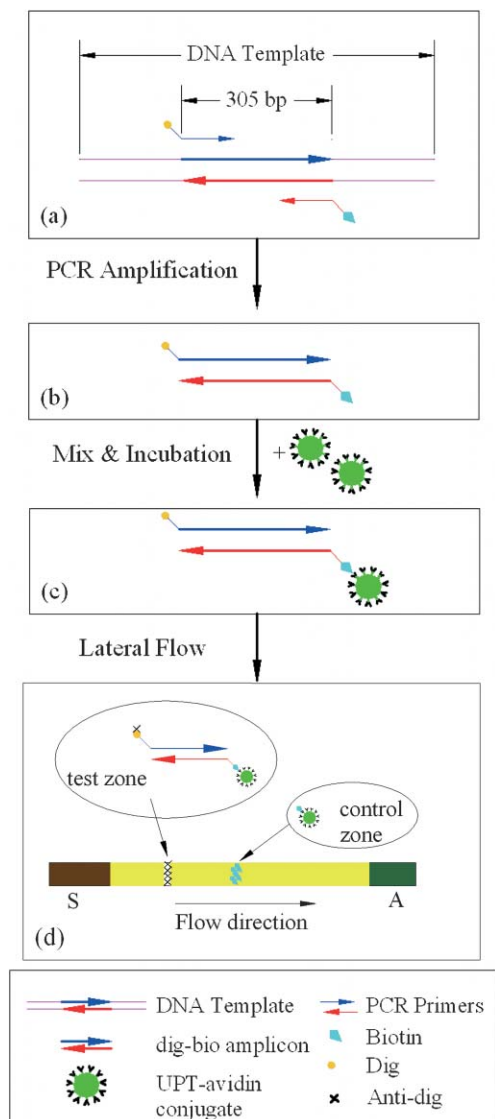 DNA Template
305 bp
(a)
PCR Amplification
(b)
Mix & Incubation
+
(c)
Lateral Flow
test zone
control
zone
S
A
Flow direction
(d)
DNA Template
PCR Primers
dig-bio amplicon
Biotin
Dig
UPT-avidin
conjugate
Anti-dig